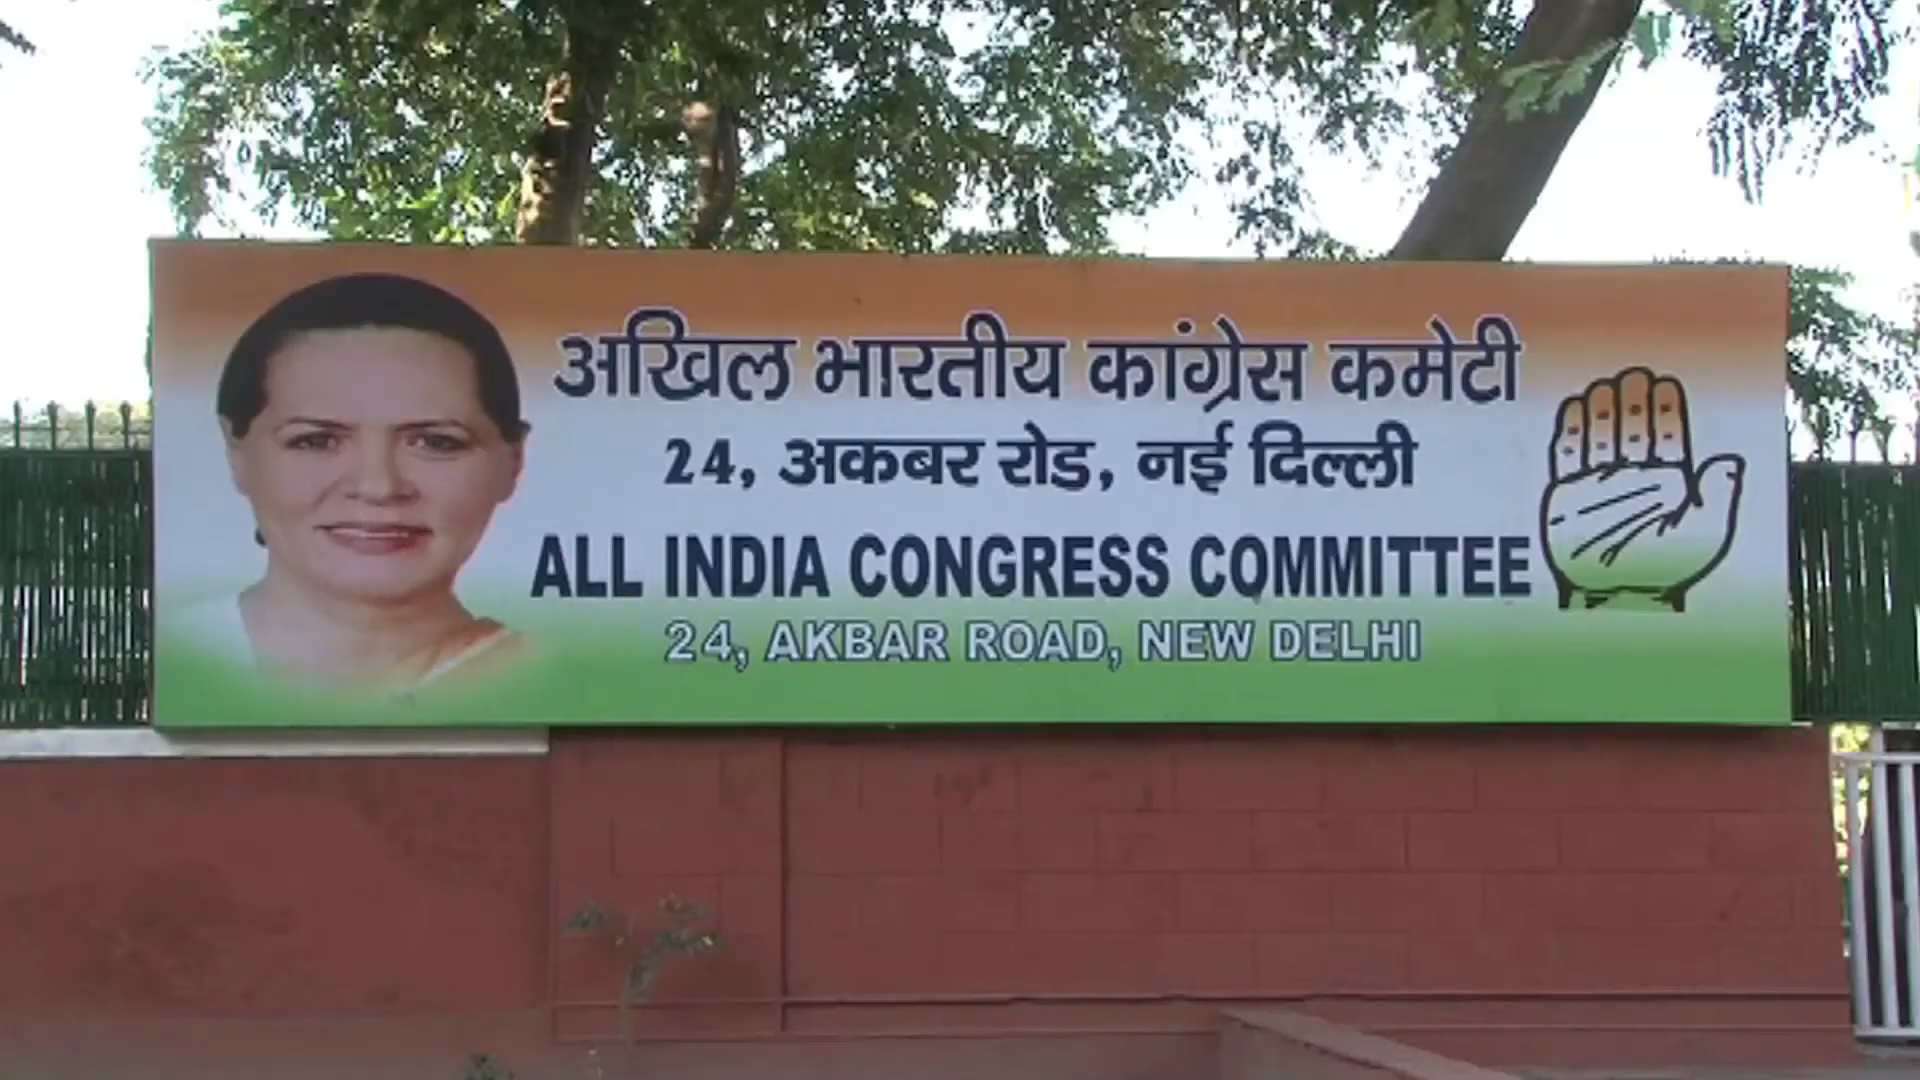 अखिल भारतीय कांग्रेस कमेटी
24, अकबर रोड, नई दिल्ली
ALL INDIA CONGRESS COMMITTEE
24, AKBAR ROAD, NEW DELHI